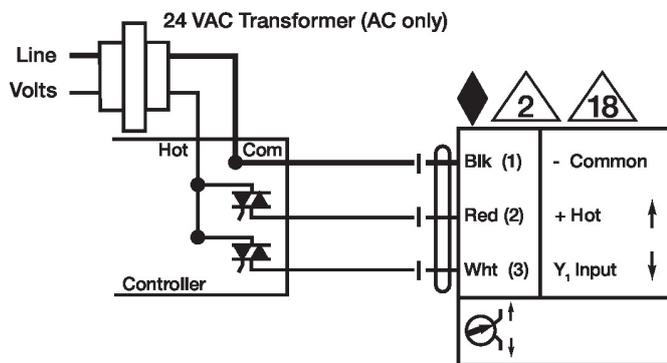 24 VAC Transformer (AC only)
Line
Volts
2
18
Hot
Com
Blk (1)
- Common
Red (2)
+ Hot
Wht (3)
Y₁ Input
Controller